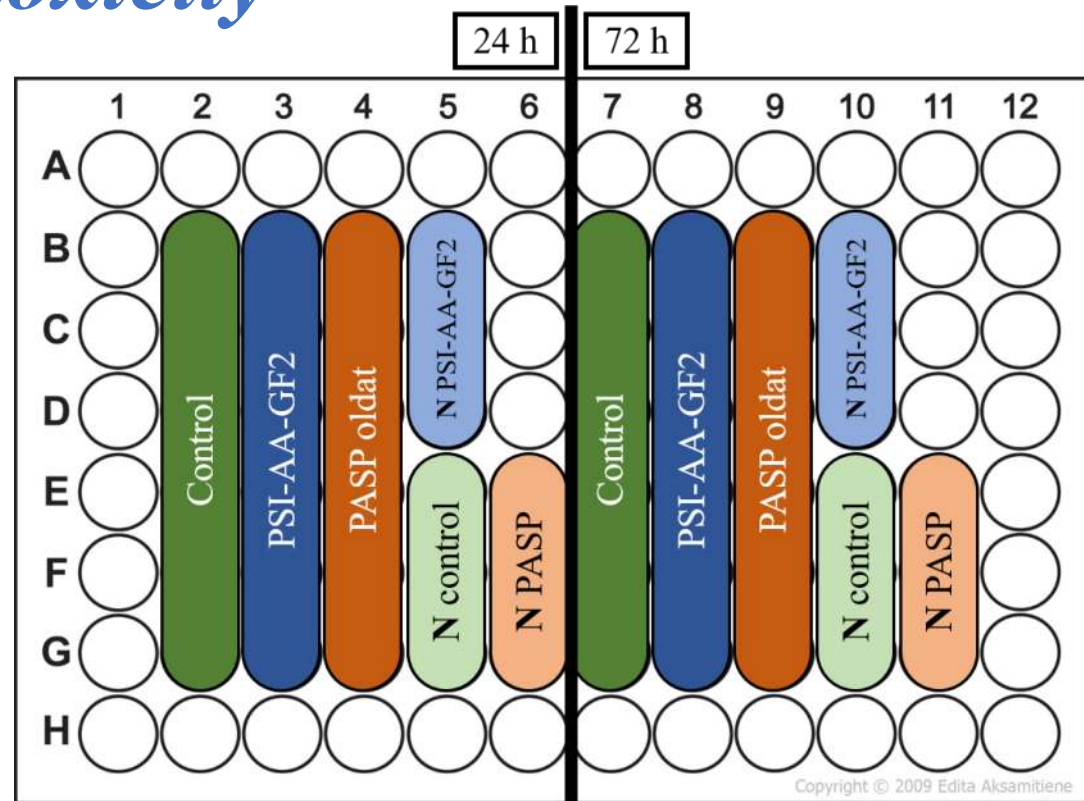 24 h 72 h
1 2 3 4 5 6 7 8 9 10 11 12
A
B
C
D
E
F
G
H
Control
PSI-AA-GF2
PASP oldat
N PSI-AA-GF2
N control
N PASP
Control
PSI-AA-GF2
PASP oldat
N PSI-AA-GF2
N control
N PASP
Copyright © 2009 Edita Aksamitiene